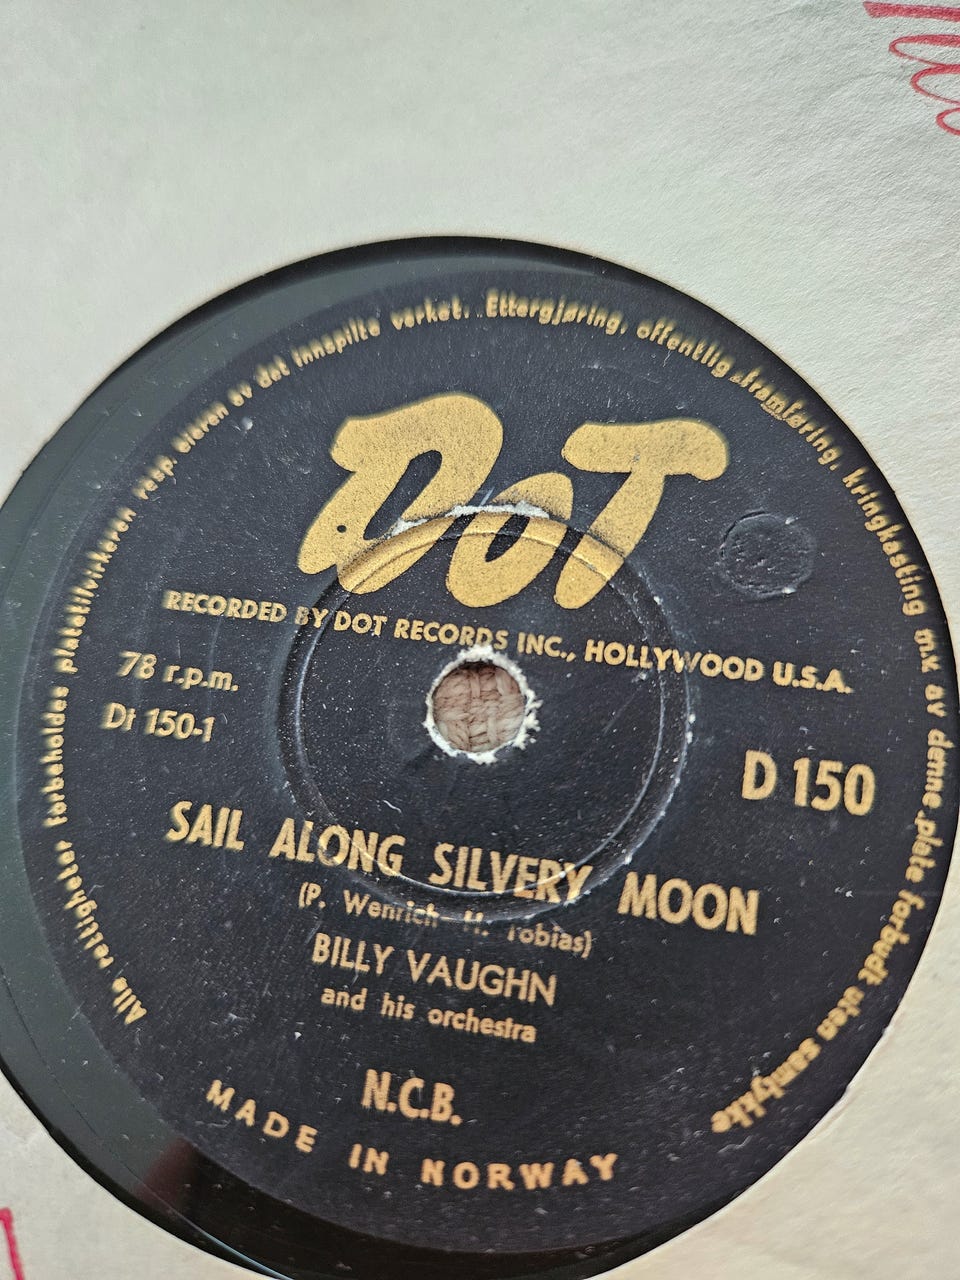 Alle rettigheter forbeholdes platatilvirkeren resp. eieren av det innspilte verket. Ettergjøring, offentlig framføring, kringkasting m.v. av denne plate forbudt uten samtykke
DOT
RECORDED BY DOT RECORDS INC., HOLLYWOOD U.S.A.
78 r.p.m.
Dt 150-1
D 150
SAIL ALONG SILVERY MOON
(P. Wenrich - H. Tobias)
BILLY VAUGHN
and his orchestra
N.C.B.
MADE IN NORWAY